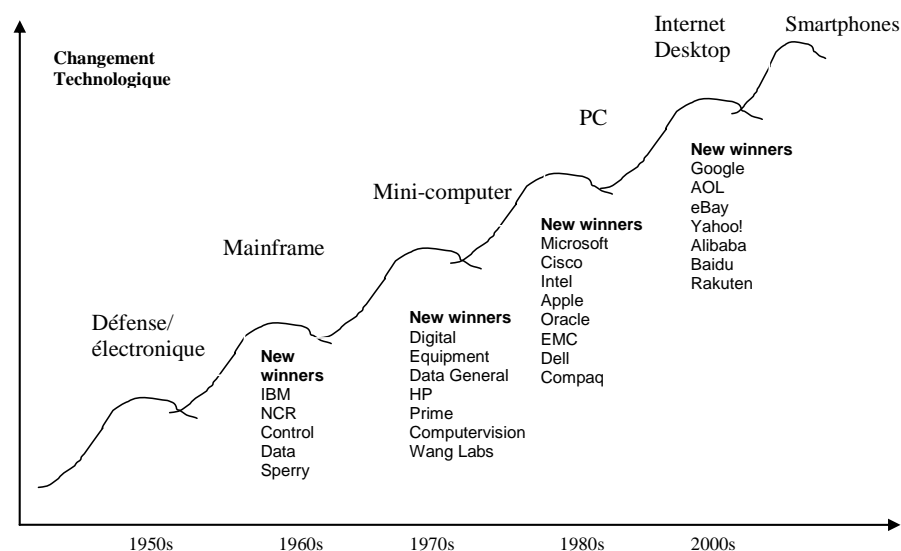 Internet
Desktop
Smartphones
Changement
Technologique
PC
Mini-computer
Mainframe
Défense/
électronique
New
winners
IBM
NCR
Control
Data
Sperry
New winners
Digital
Equipment
Data General
HP
Prime
Computervision
Wang Labs
New winners
Microsoft
Cisco
Intel
Apple
Oracle
EMC
Dell
Compaq
New winners
Google
AOL
eBay
Yahoo!
Alibaba
Baidu
Rakuten
1950s
1960s
1970s
1980s
2000s